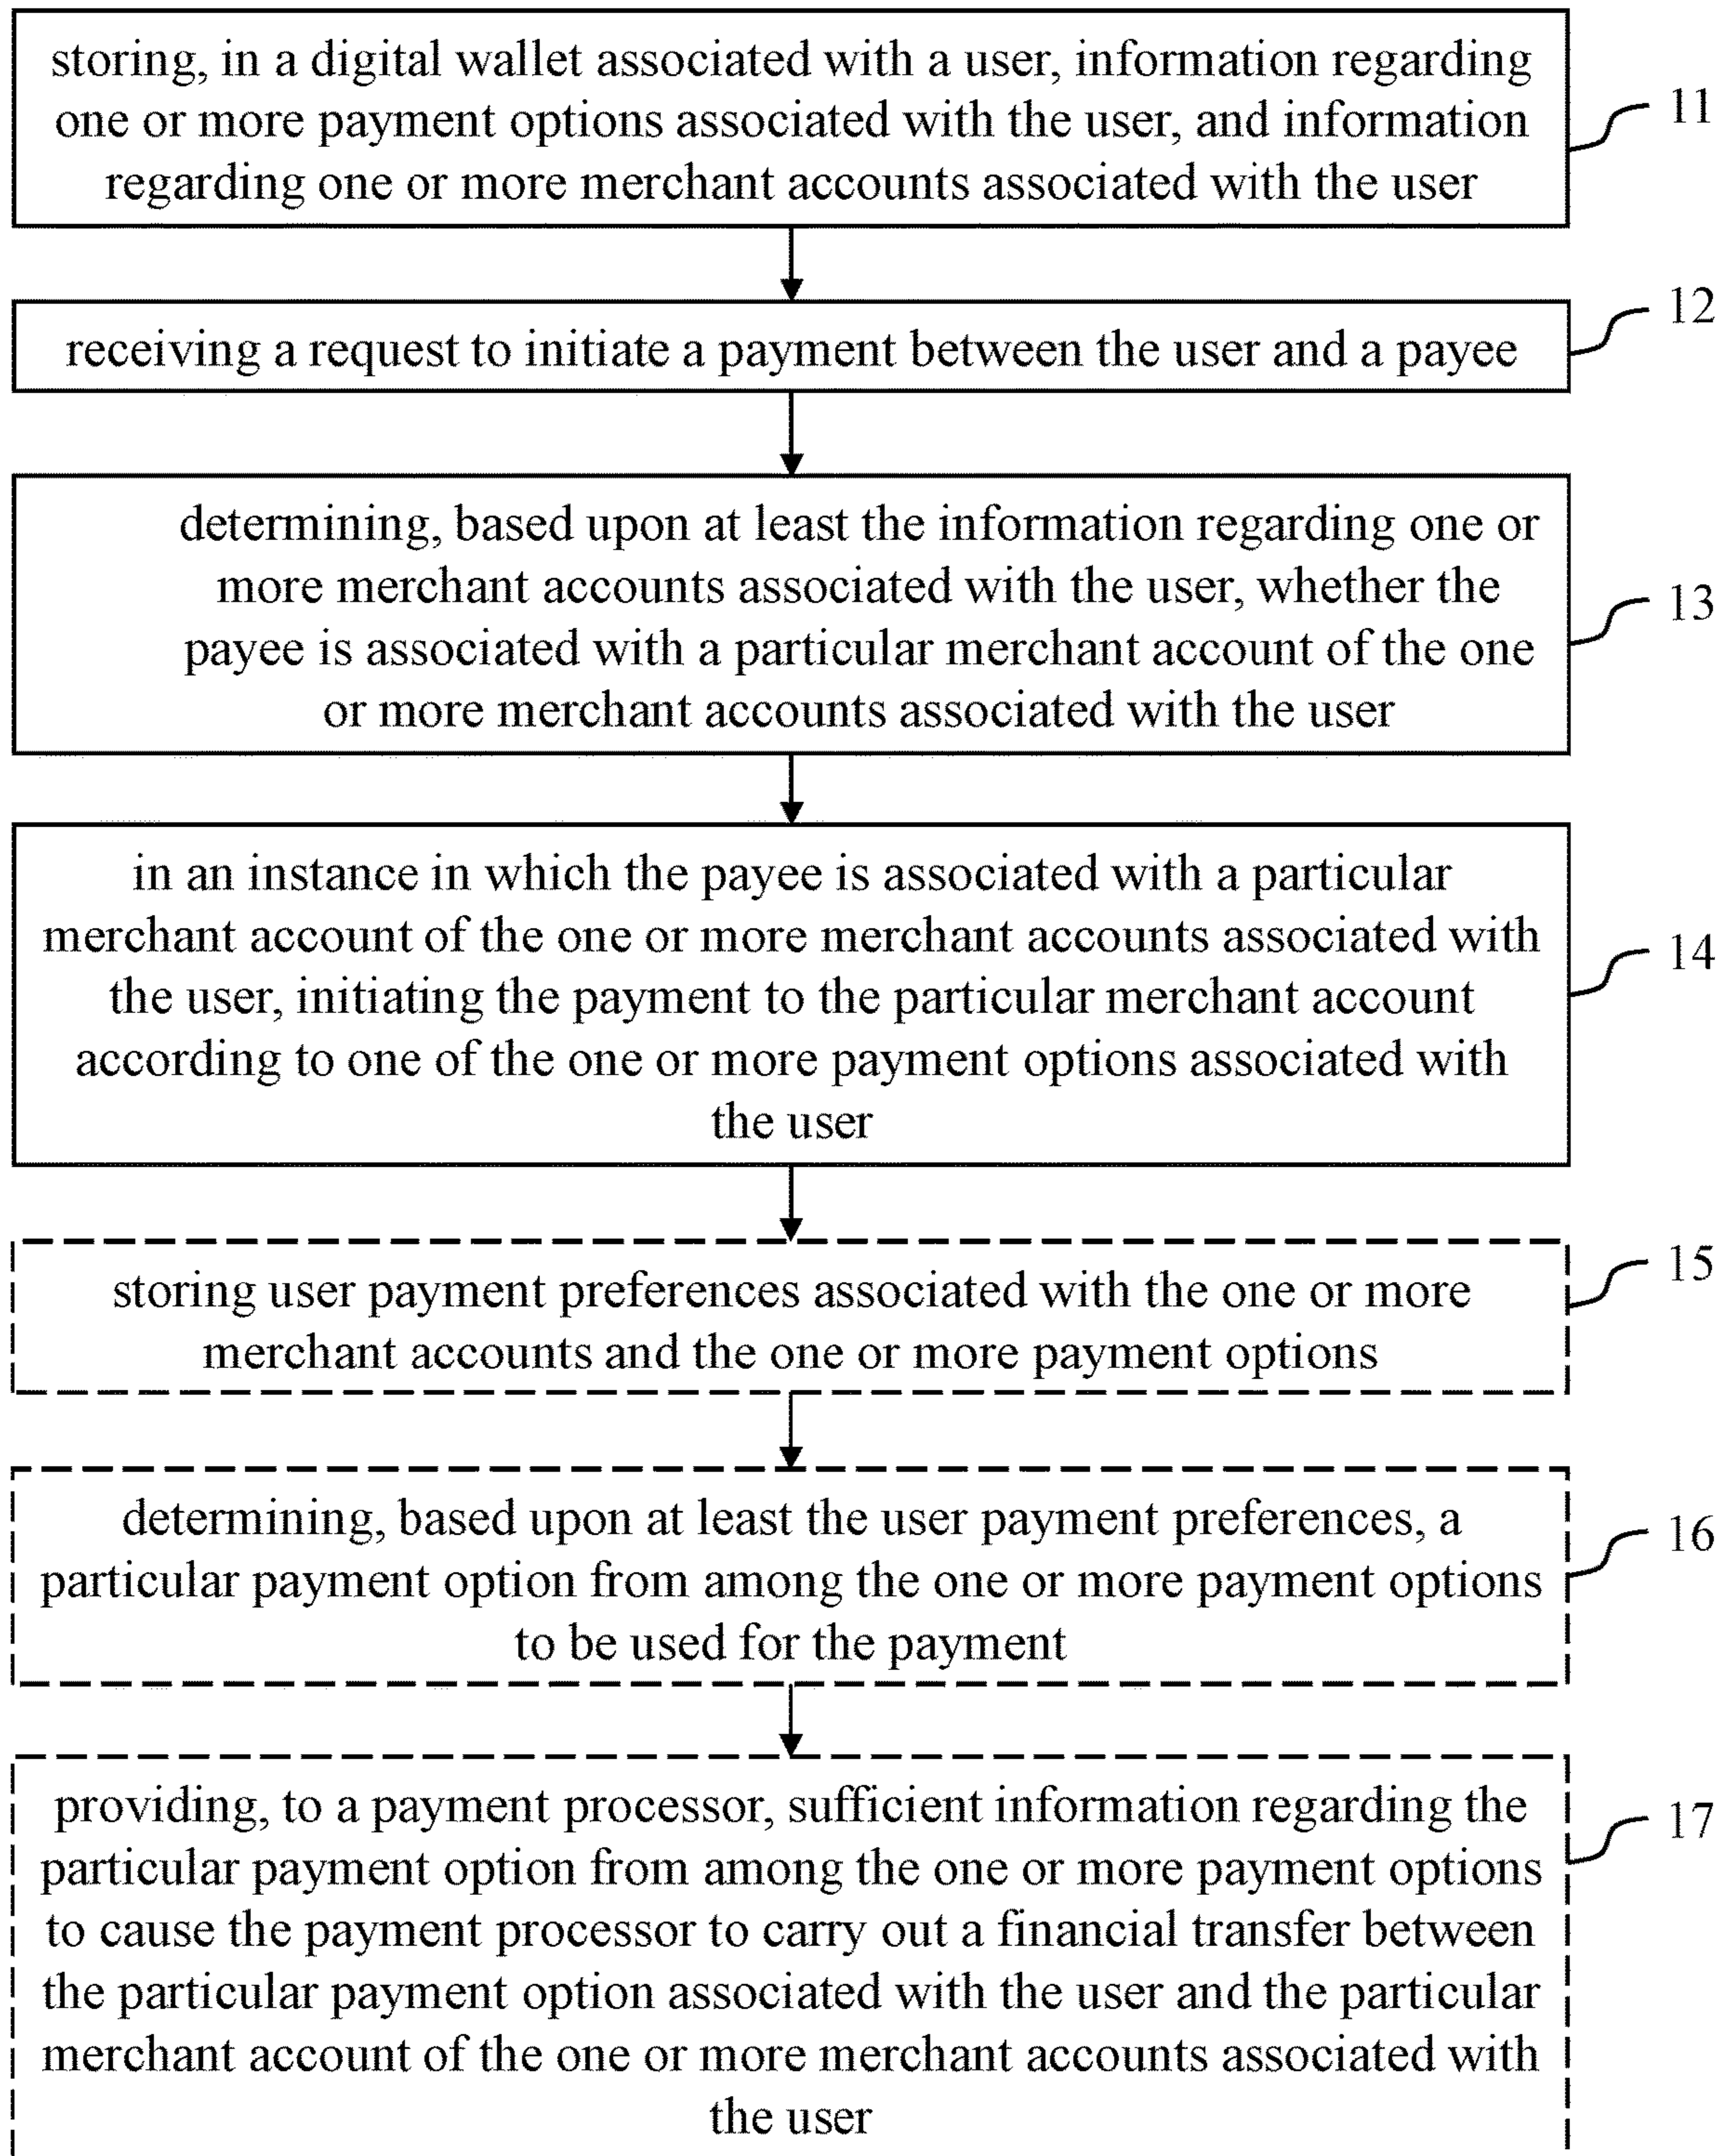 storing, in a digital wallet associated with a user, information regarding
one or more payment options associated with the user, and information
regarding one or more merchant accounts associated with the user
11
receiving a request to initiate a payment between the user and a payee
12
determining, based upon at least the information regarding one or
more merchant accounts associated with the user, whether the
payee is associated with a particular merchant account of the one
or more merchant accounts associated with the user
13
in an instance in which the payee is associated with a particular
merchant account of the one or more merchant accounts associated with
the user, initiating the payment to the particular merchant account
according to one of the one or more payment options associated with
the user
14
storing user payment preferences associated with the one or more
merchant accounts and the one or more payment options
15
determining, based upon at least the user payment preferences, a
particular payment option from among the one or more payment options
to be used for the payment
16
providing, to a payment processor, sufficient information regarding the
particular payment option from among the one or more payment options
to cause the payment processor to carry out a financial transfer between
the particular payment option associated with the user and the particular
merchant account of the one or more merchant accounts associated with
the user
17